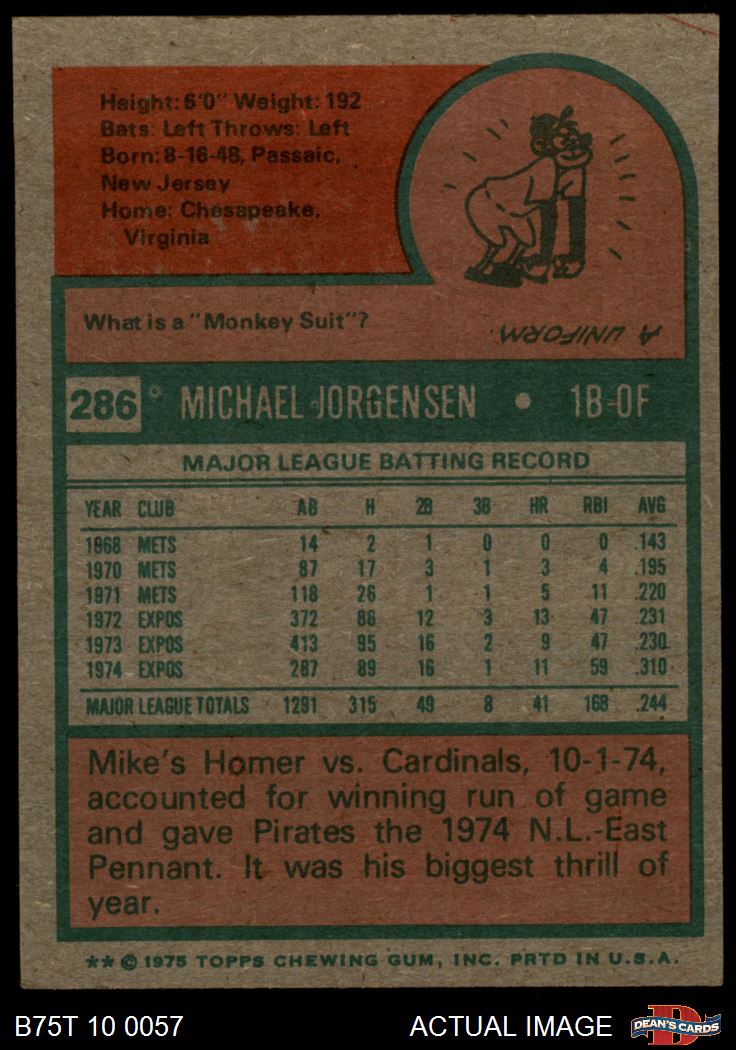 Height: 6'0" Weight: 192
Bats: Left Throws: Left
Born: 8-16-48, Passaic,
New Jersey
Home: Chesapeake,
Virginia
What is a "Monkey Suit"?
A UNIFORM.
286 MICHAEL JORGENSEN • 1B-OF
MAJOR LEAGUE BATTING RECORD
YEAR CLUB AB H 2B 3B HR RBI AVG
1968 METS 14 2 1 0 0 0 .143
1970 METS 87 17 3 1 3 4 .195
1971 METS 118 26 1 1 5 11 .220
1972 EXPOS 372 86 12 3 13 47 .231
1973 EXPOS 413 95 16 2 9 47 .230
1974 EXPOS 287 89 16 1 11 59 .310
MAJOR LEAGUE TOTALS 1291 315 49 8 41 168 .244
Mike's Homer vs. Cardinals, 10-1-74,
accounted for winning run of game
and gave Pirates the 1974 N.L.-East
Pennant. It was his biggest thrill of
year.
** © 1975 TOPPS CHEWING GUM, INC. PRTD IN U.S.A.
B75T 10 0057 ACTUAL IMAGE DEAN'S CARDS